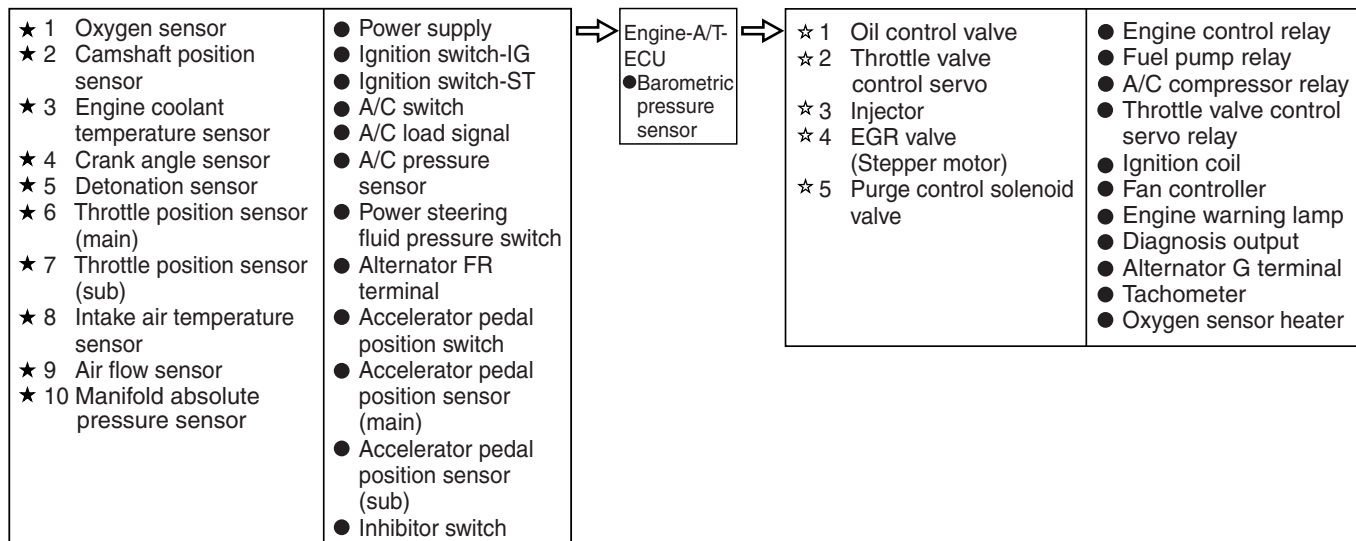 ★ 1 Oxygen sensor
★ 2 Camshaft position
sensor
★ 3 Engine coolant
temperature sensor
★ 4 Crank angle sensor
★ 5 Detonation sensor
★ 6 Throttle position sensor
(main)
★ 7 Throttle position sensor
(sub)
★ 8 Intake air temperature
sensor
★ 9 Air flow sensor
★ 10 Manifold absolute
pressure sensor
● Power supply
● Ignition switch-IG
● Ignition switch-ST
● A/C switch
● A/C load signal
● A/C pressure
sensor
● Power steering
fluid pressure switch
● Alternator FR
terminal
● Accelerator pedal
position switch
● Accelerator pedal
position sensor
(main)
● Accelerator pedal
position sensor
(sub)
● Inhibitor switch
Engine-A/T-
ECU
●Barometric
pressure
sensor
☆ 1 Oil control valve
☆ 2 Throttle valve
control servo
☆ 3 Injector
☆ 4 EGR valve
(Stepper motor)
☆ 5 Purge control solenoid
valve
● Engine control relay
● Fuel pump relay
● A/C compressor relay
● Throttle valve control
servo relay
● Ignition coil
● Fan controller
● Engine warning lamp
● Diagnosis output
● Alternator G terminal
● Tachometer
● Oxygen sensor heater